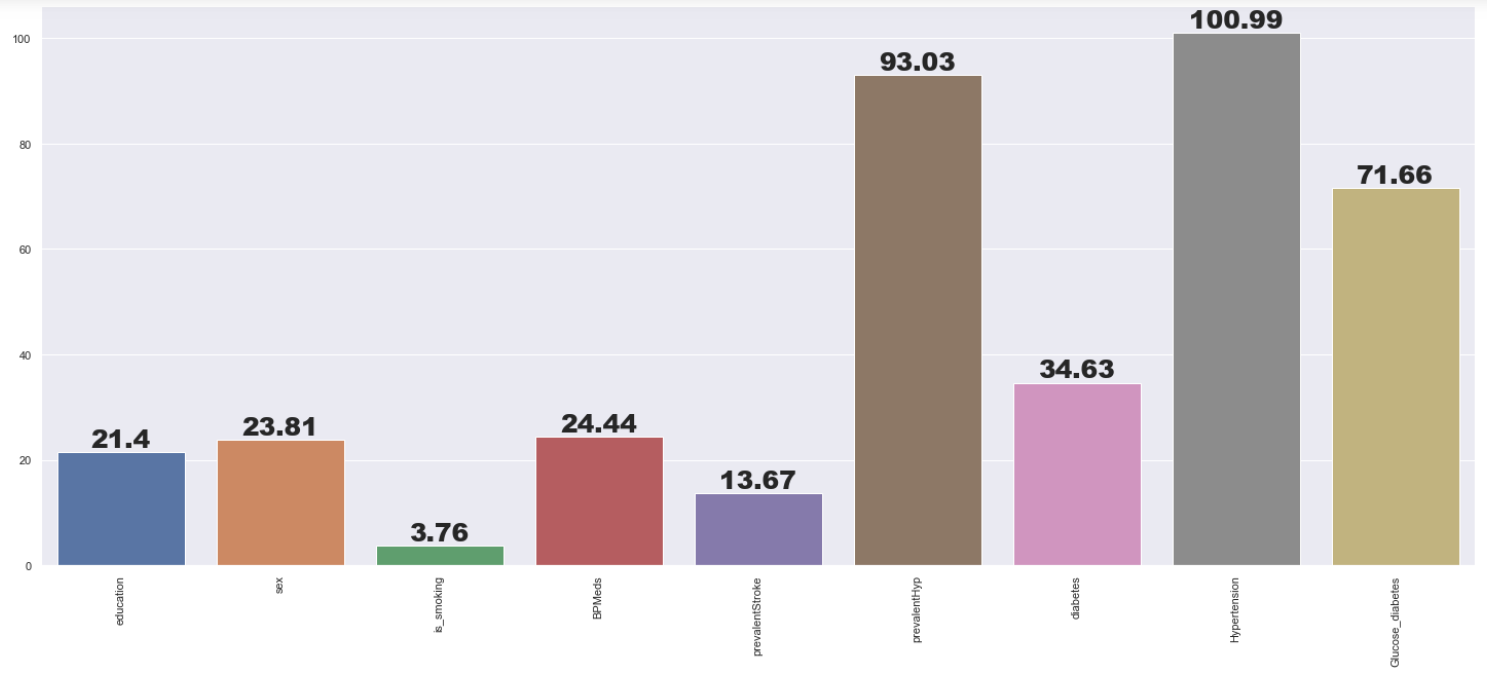 100
80
60
40
20
0
21.4
23.81
3.76
24.44
13.67
93.03
34.63
100.99
71.66
education
sex
is_smoking
BPMeds
prevalentStroke
prevalentHyp
diabetes
Hypertension
Glucose_diabetes